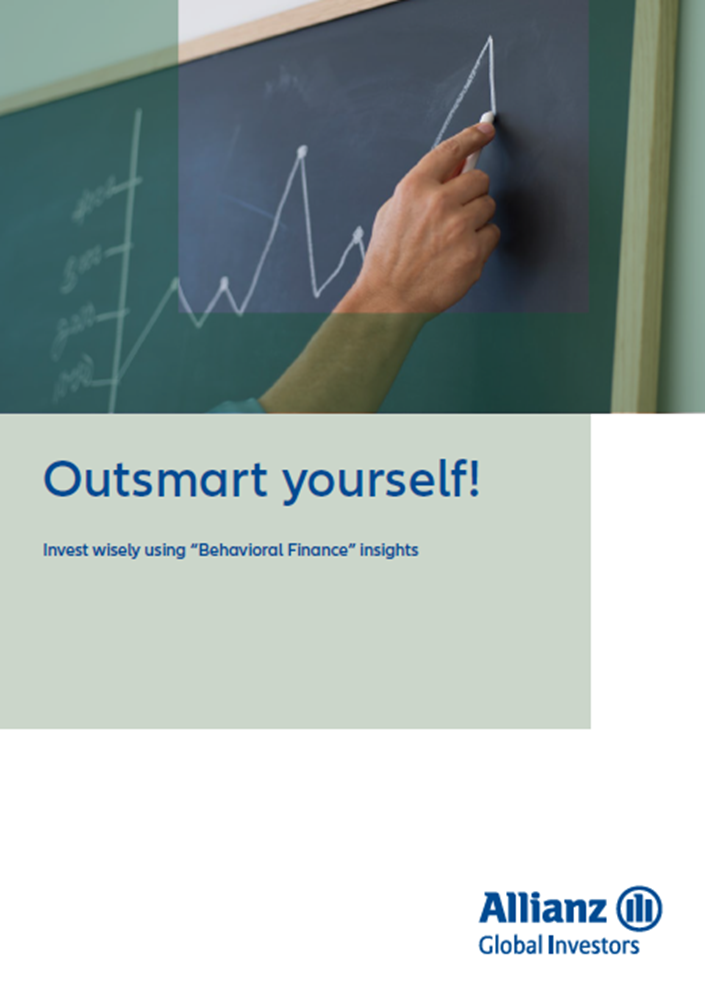 Outsmart yourself!
Invest wisely using “Behavioral Finance” insights
Allianz
Global Investors